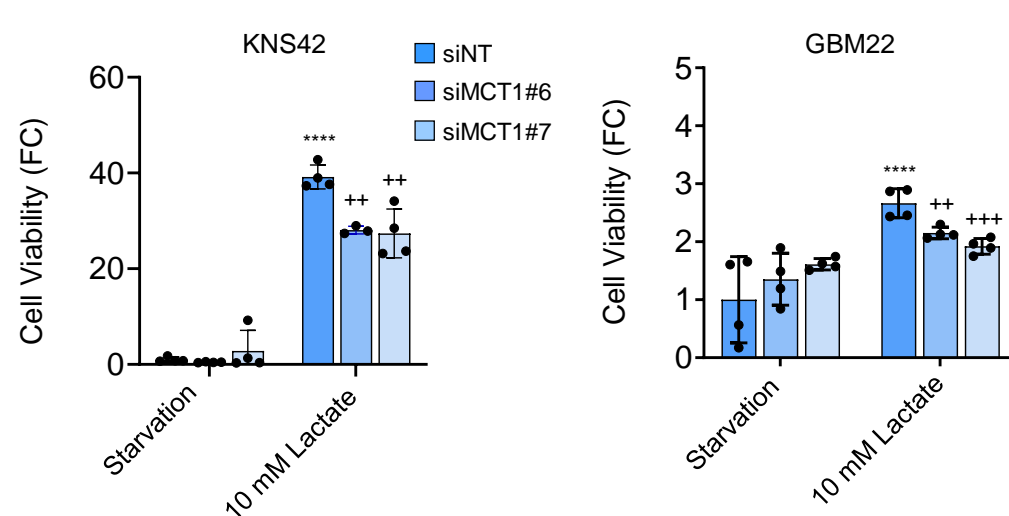 KNS42
siNT
siMCT1#6
siMCT1#7
Cell Viability (FC)
60
40
20
0
****
++
++
Starvation
10 mM Lactate
GBM22
Cell Viability (FC)
5
4
3
2
1
0
****
++
+++
Starvation
10 mM Lactate